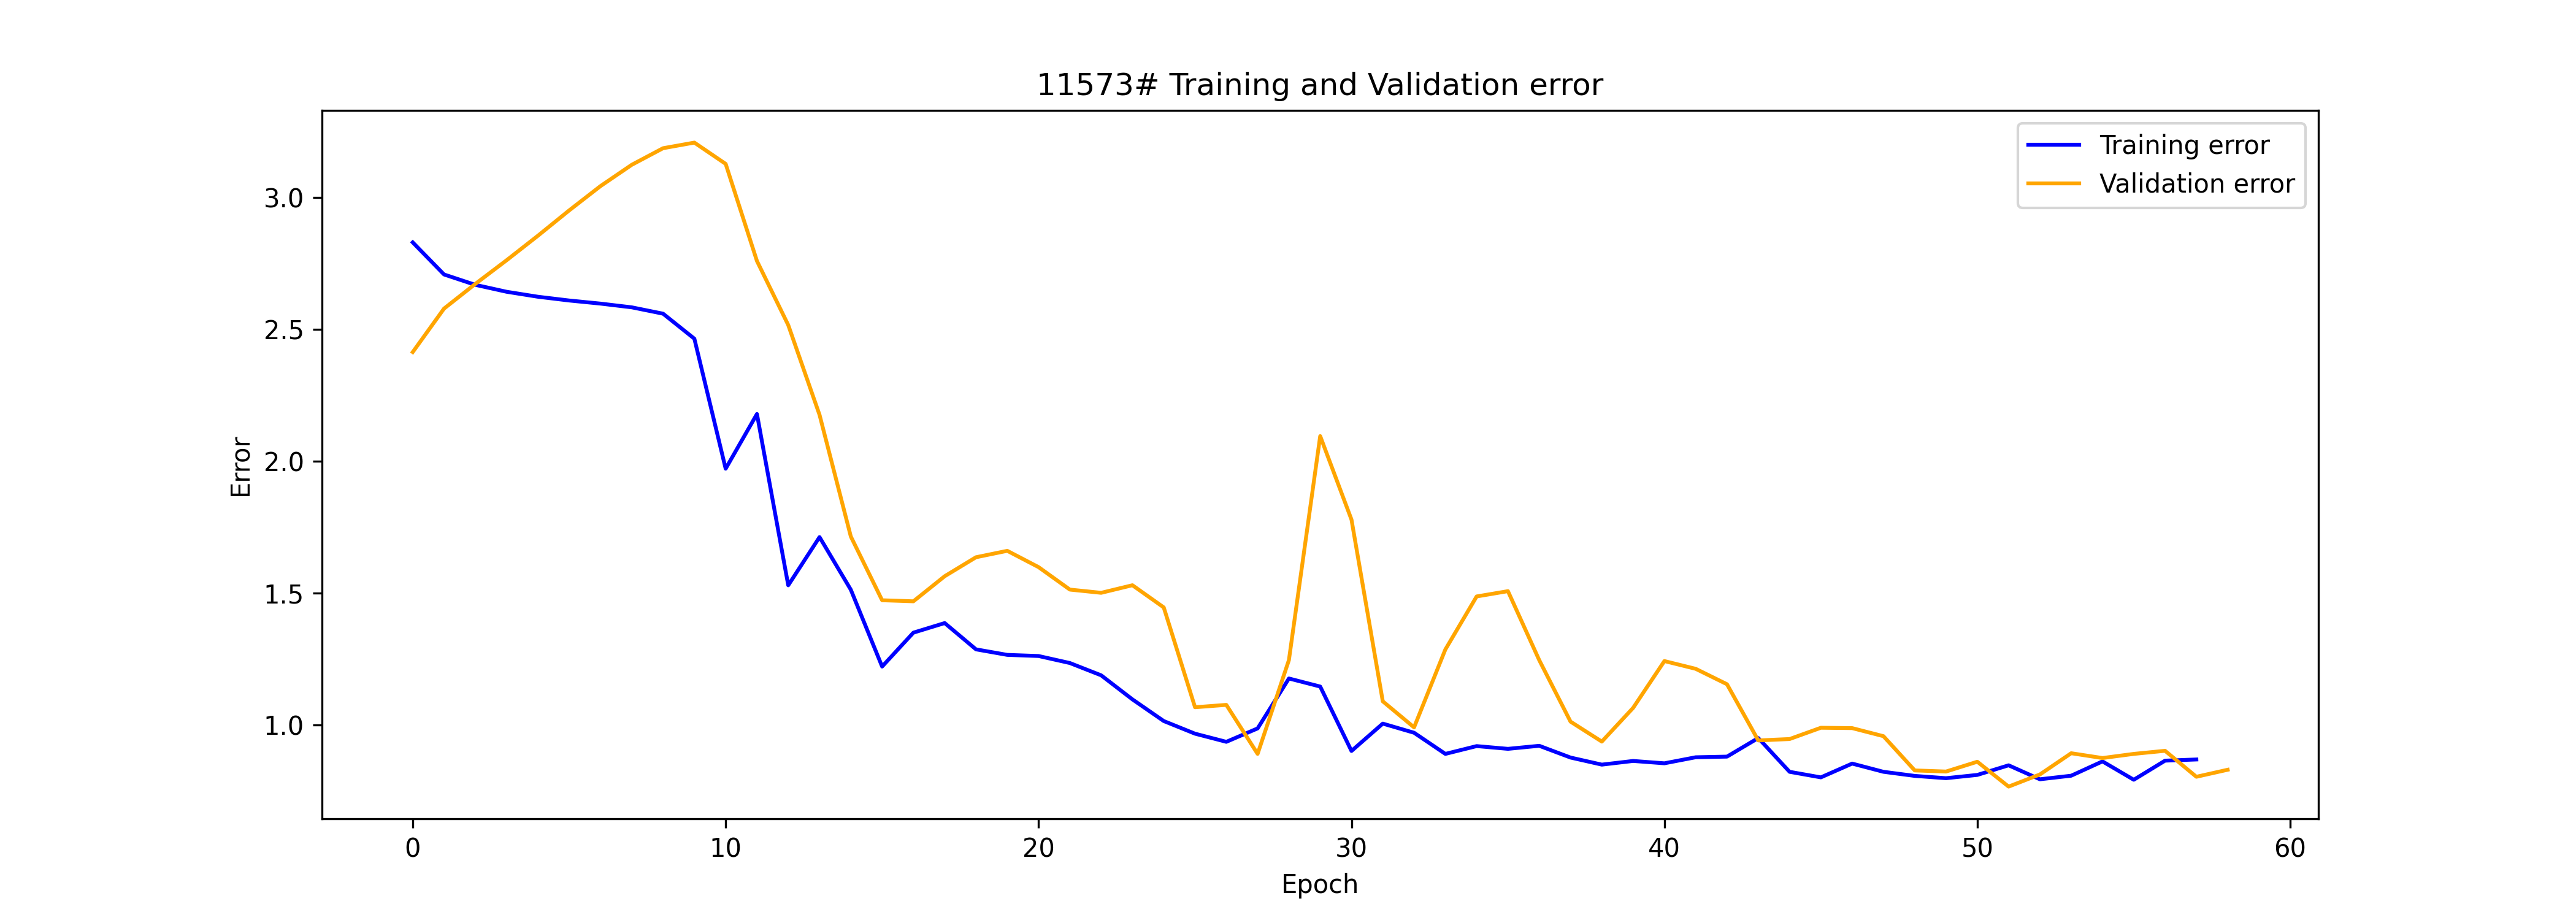 11573# Training and Validation error
Training error
Validation error
Error
3.0
2.5
2.0
1.5
1.0
0
10
20
30
40
50
60
Epoch